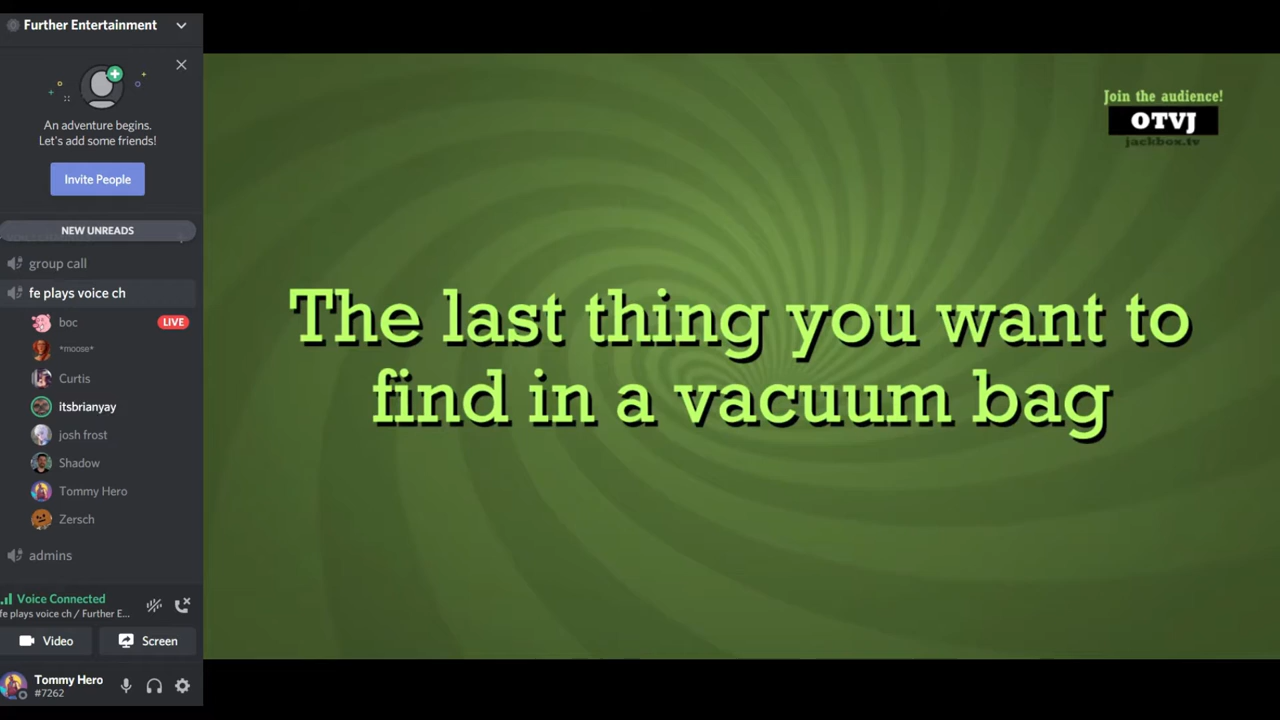 Further Entertainment
An adventure begins.
Let's add some friends!
Invite People
NEW UNREADS
group call
fe plays voice ch
boc LIVE
*moose*
Curtis
itsbrianyay
josh frost
Shadow
Tommy Hero
Zersch
admins
Voice Connected
fe plays voice ch / Further E...
Video Screen
Tommy Hero
#7262
Join the audience!
OTVJ
jackbox.tv
The last thing you want to
find in a vacuum bag